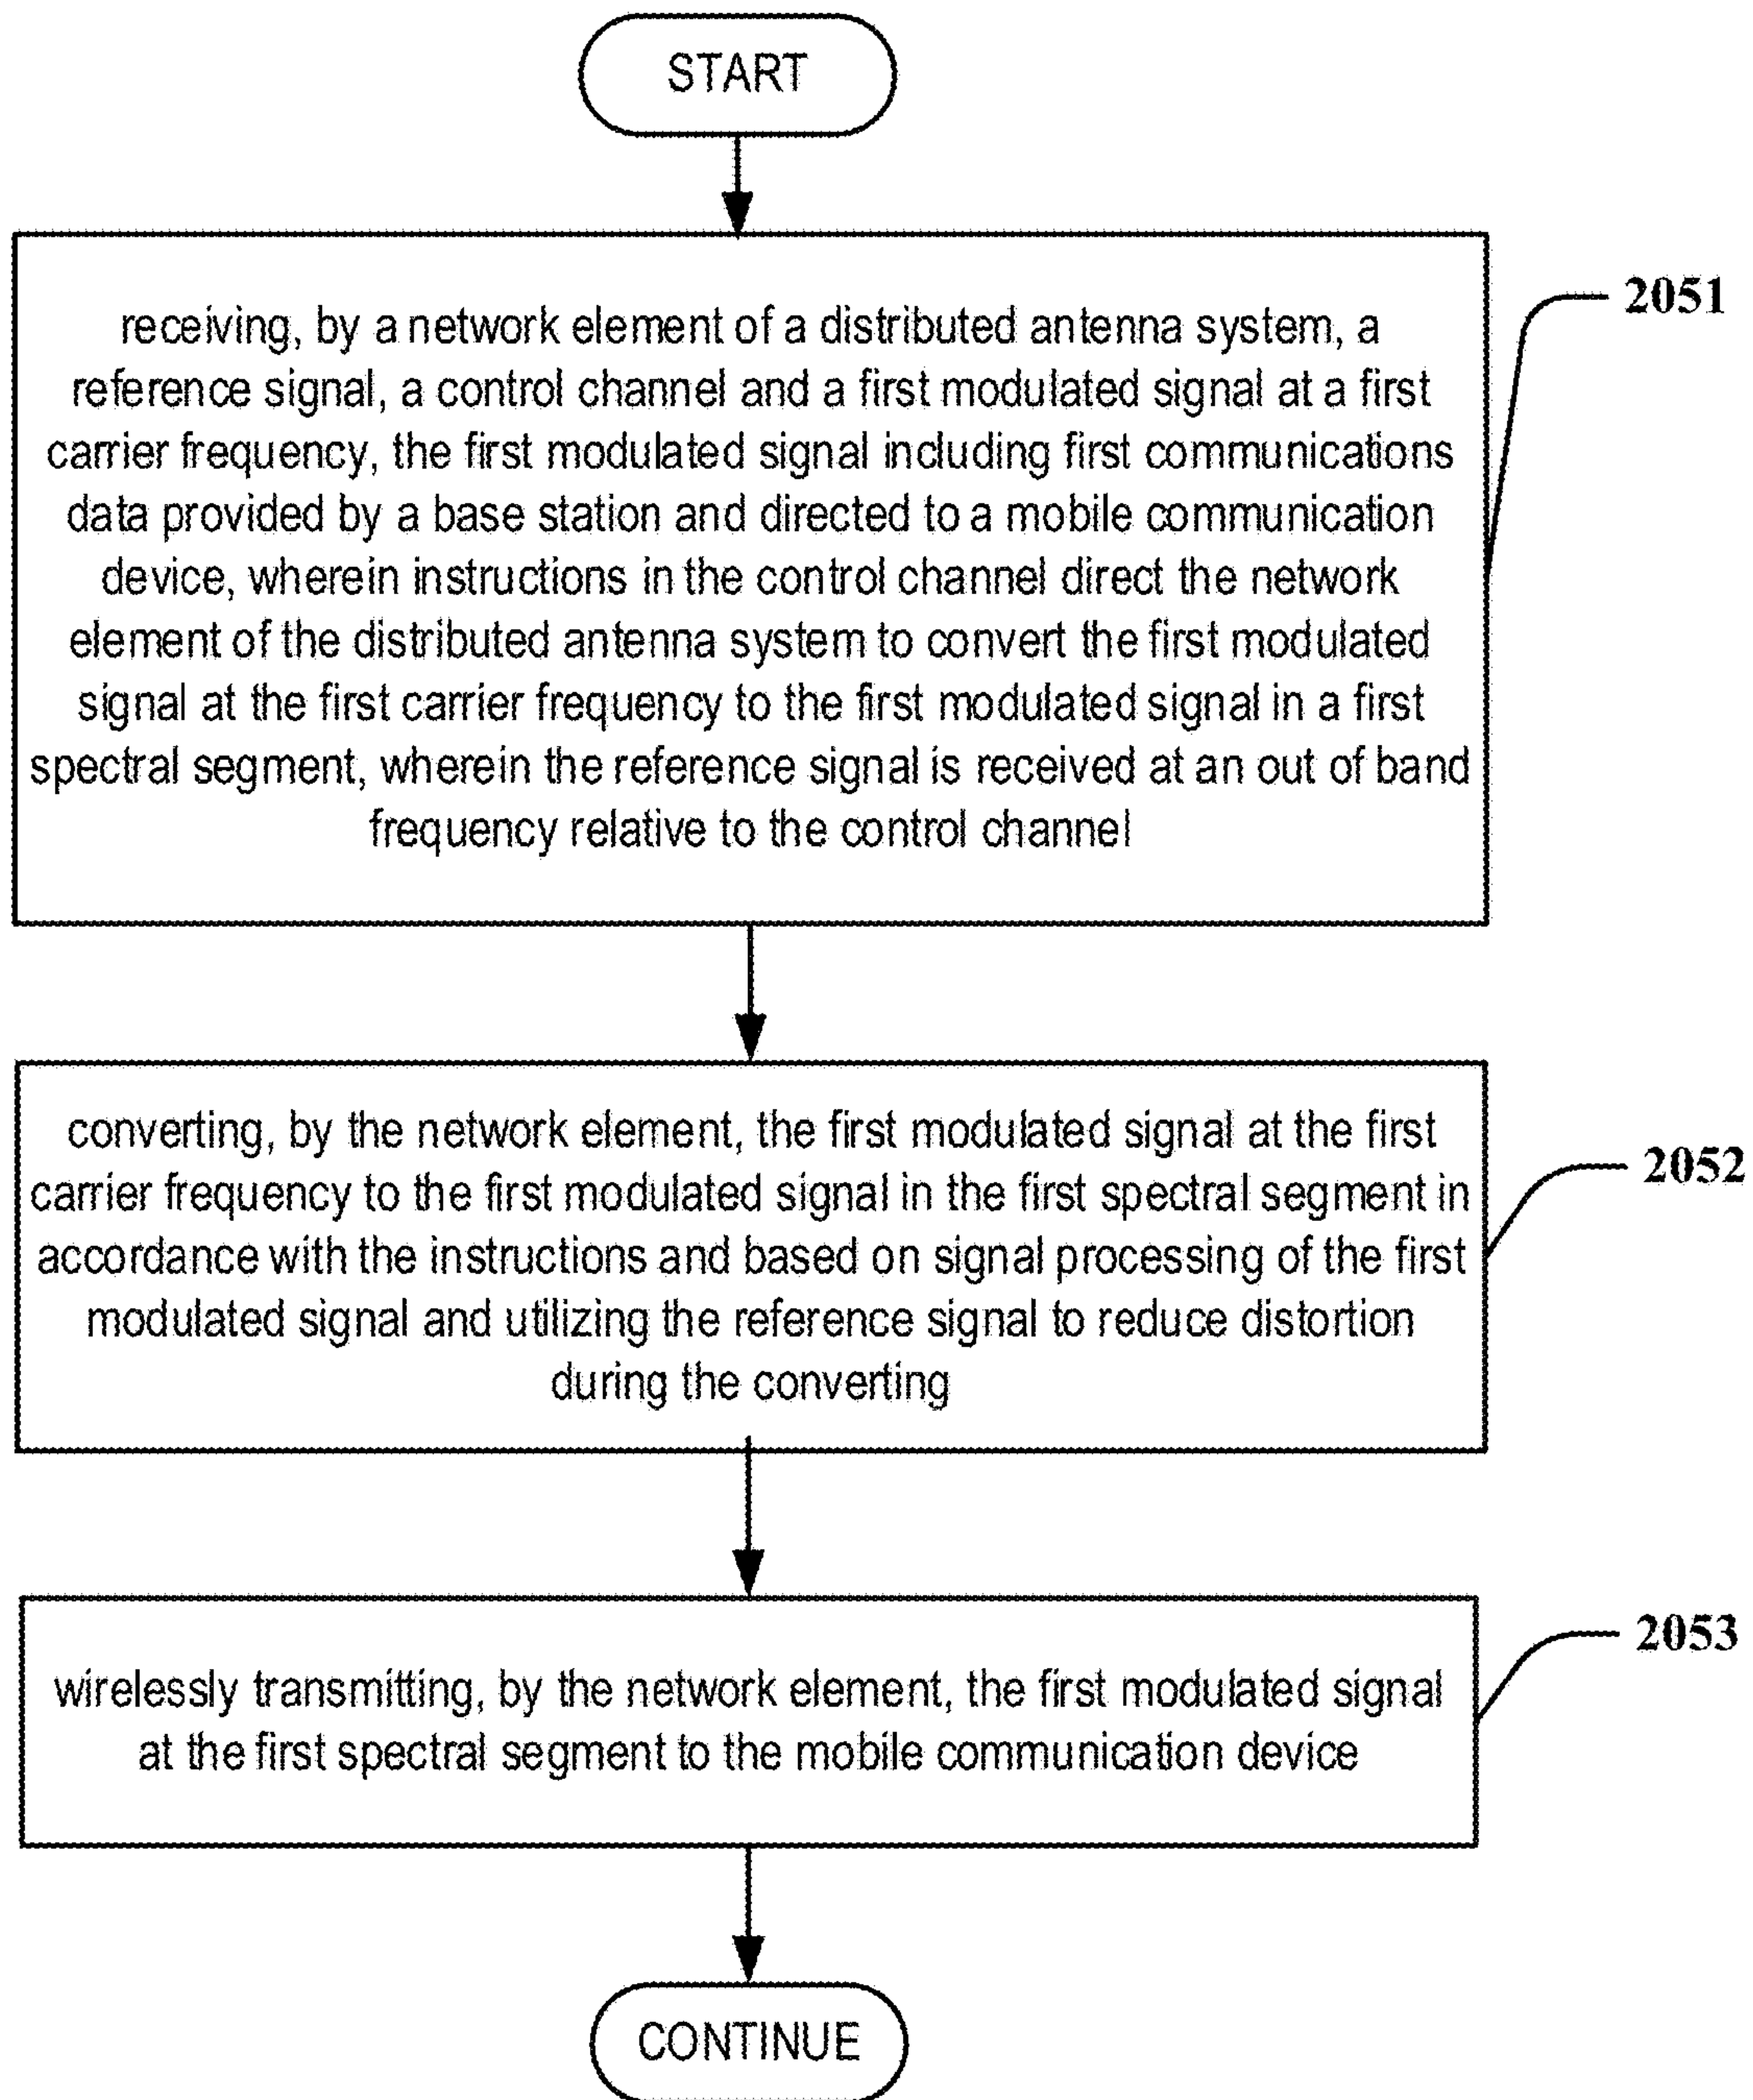 START
receiving, by a network element of a distributed antenna system, a
reference signal, a control channel and a first modulated signal at a first
carrier frequency, the first modulated signal including first communications
data provided by a base station and directed to a mobile communication
device, wherein instructions in the control channel direct the network
element of the distributed antenna system to convert the first modulated
signal at the first carrier frequency to the first modulated signal in a first
spectral segment, wherein the reference signal is received at an out of band
frequency relative to the control channel
2051
converting, by the network element, the first modulated signal at the first
carrier frequency to the first modulated signal in the first spectral segment in
accordance with the instructions and based on signal processing of the first
modulated signal and utilizing the reference signal to reduce distortion
during the converting
2052
wirelessly transmitting, by the network element, the first modulated signal
at the first spectral segment to the mobile communication device
2053
CONTINUE